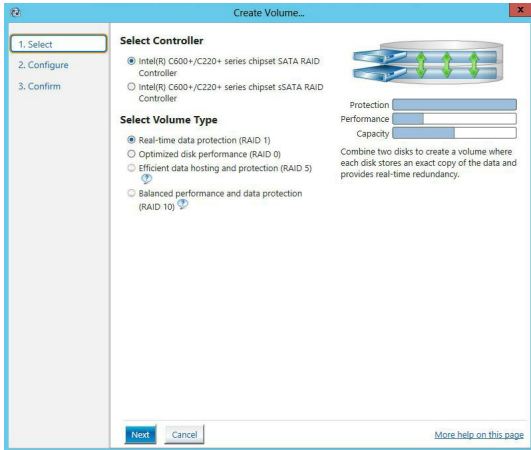 Create Volume...
x
1. Select
2. Configure
3. Confirm
Select Controller
Intel(R) C600+/C220+ series chipset SATA RAID
Controller
Intel(R) C600+/C220+ series chipset sSATA RAID
Controller
Select Volume Type
Real-time data protection (RAID 1)
Optimized disk performance (RAID 0)
Efficient data hosting and protection (RAID 5)
?
Balanced performance and data protection
(RAID 10) ?
Protection
Performance
Capacity
Combine two disks to create a volume where
each disk stores an exact copy of the data and
provides real-time redundancy.
Next
Cancel
More help on this page